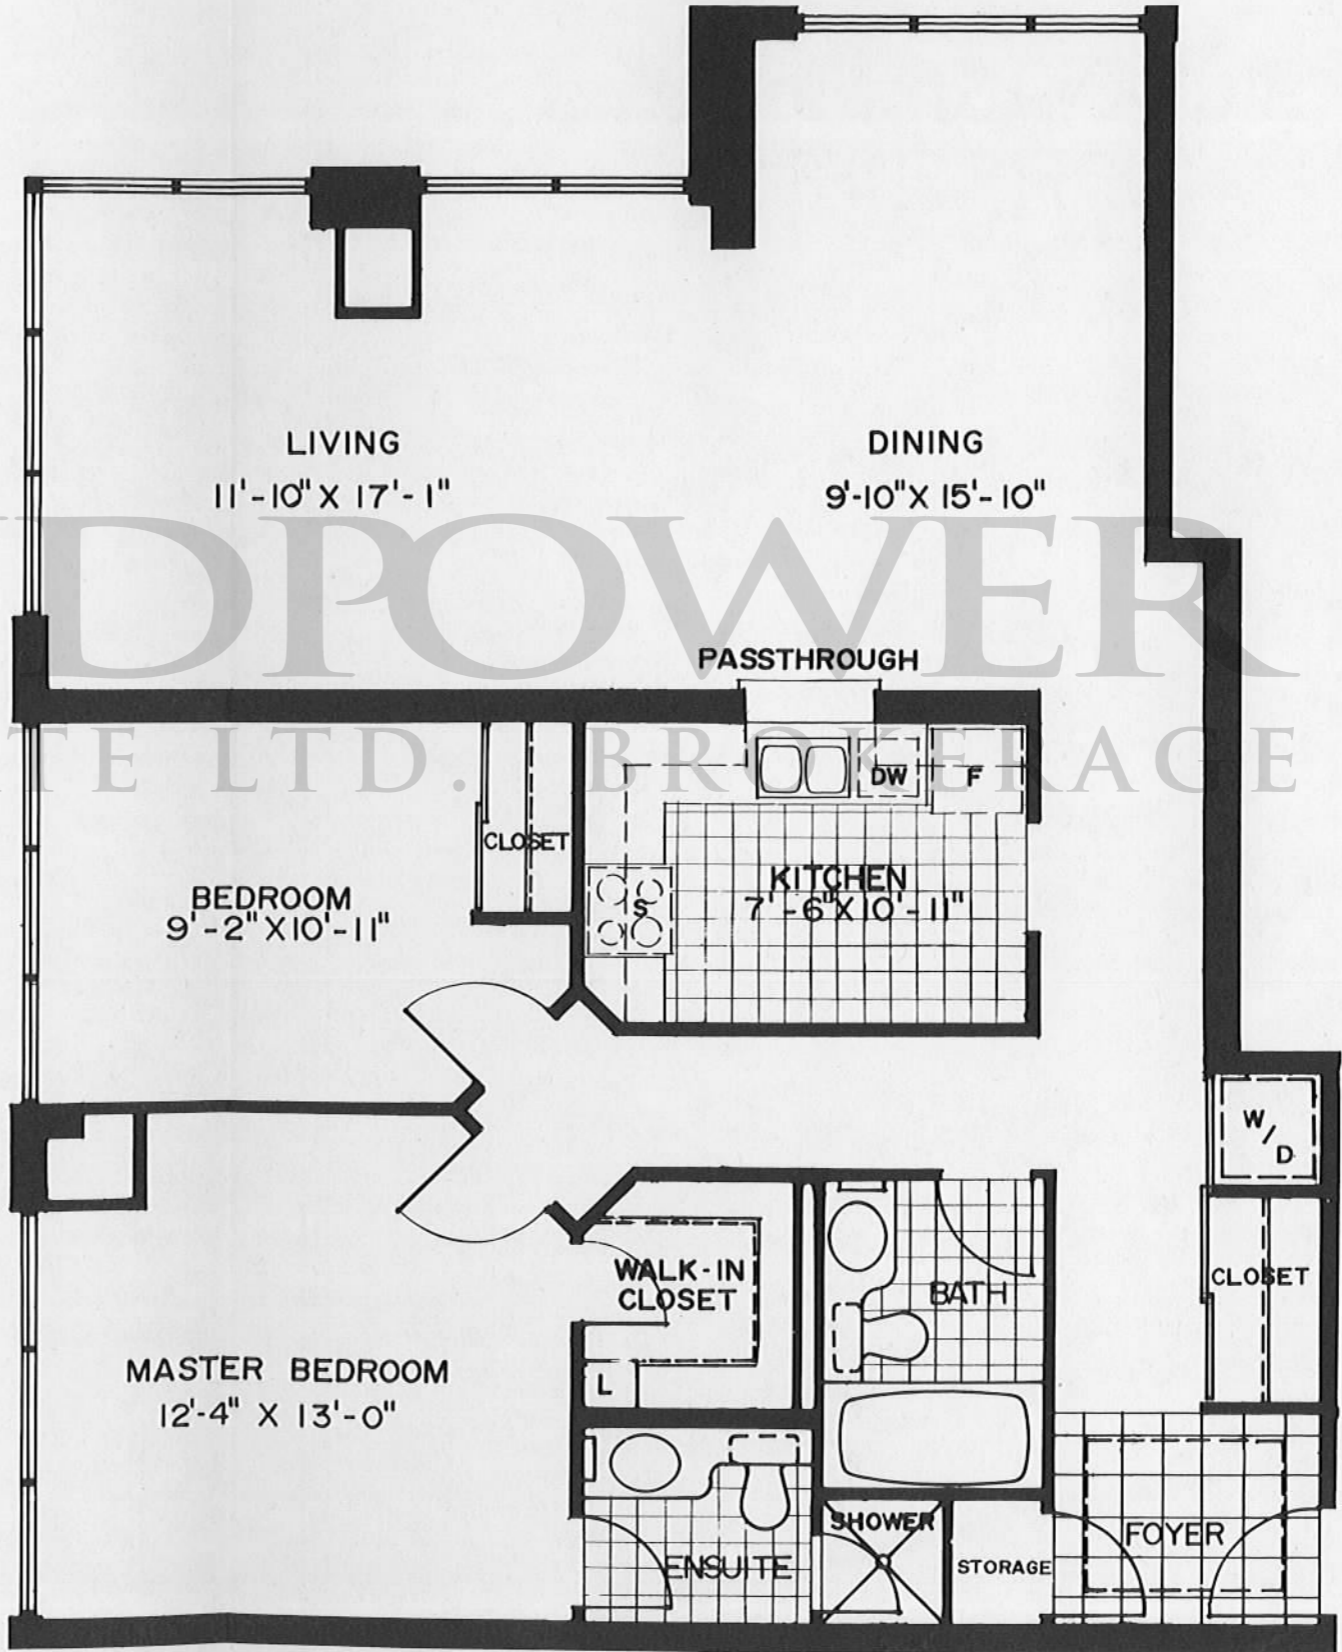 LIVING
11'-10" X 17'-1"
DINING
9'-10" X 15'-10"
DPOWER
PASSTHROUGH
TE LTD. BROKERAGE
DW
F
CLOSET
KITCHEN
7'-6" X 10'-11"
S
BEDROOM
9'-2" X 10'-11"
W/D
WALK-IN
CLOSET
L
BATH
CLOSET
MASTER BEDROOM
12'-4" X 13'-0"
SHOWER
ENSUITE
STORAGE
FOYER